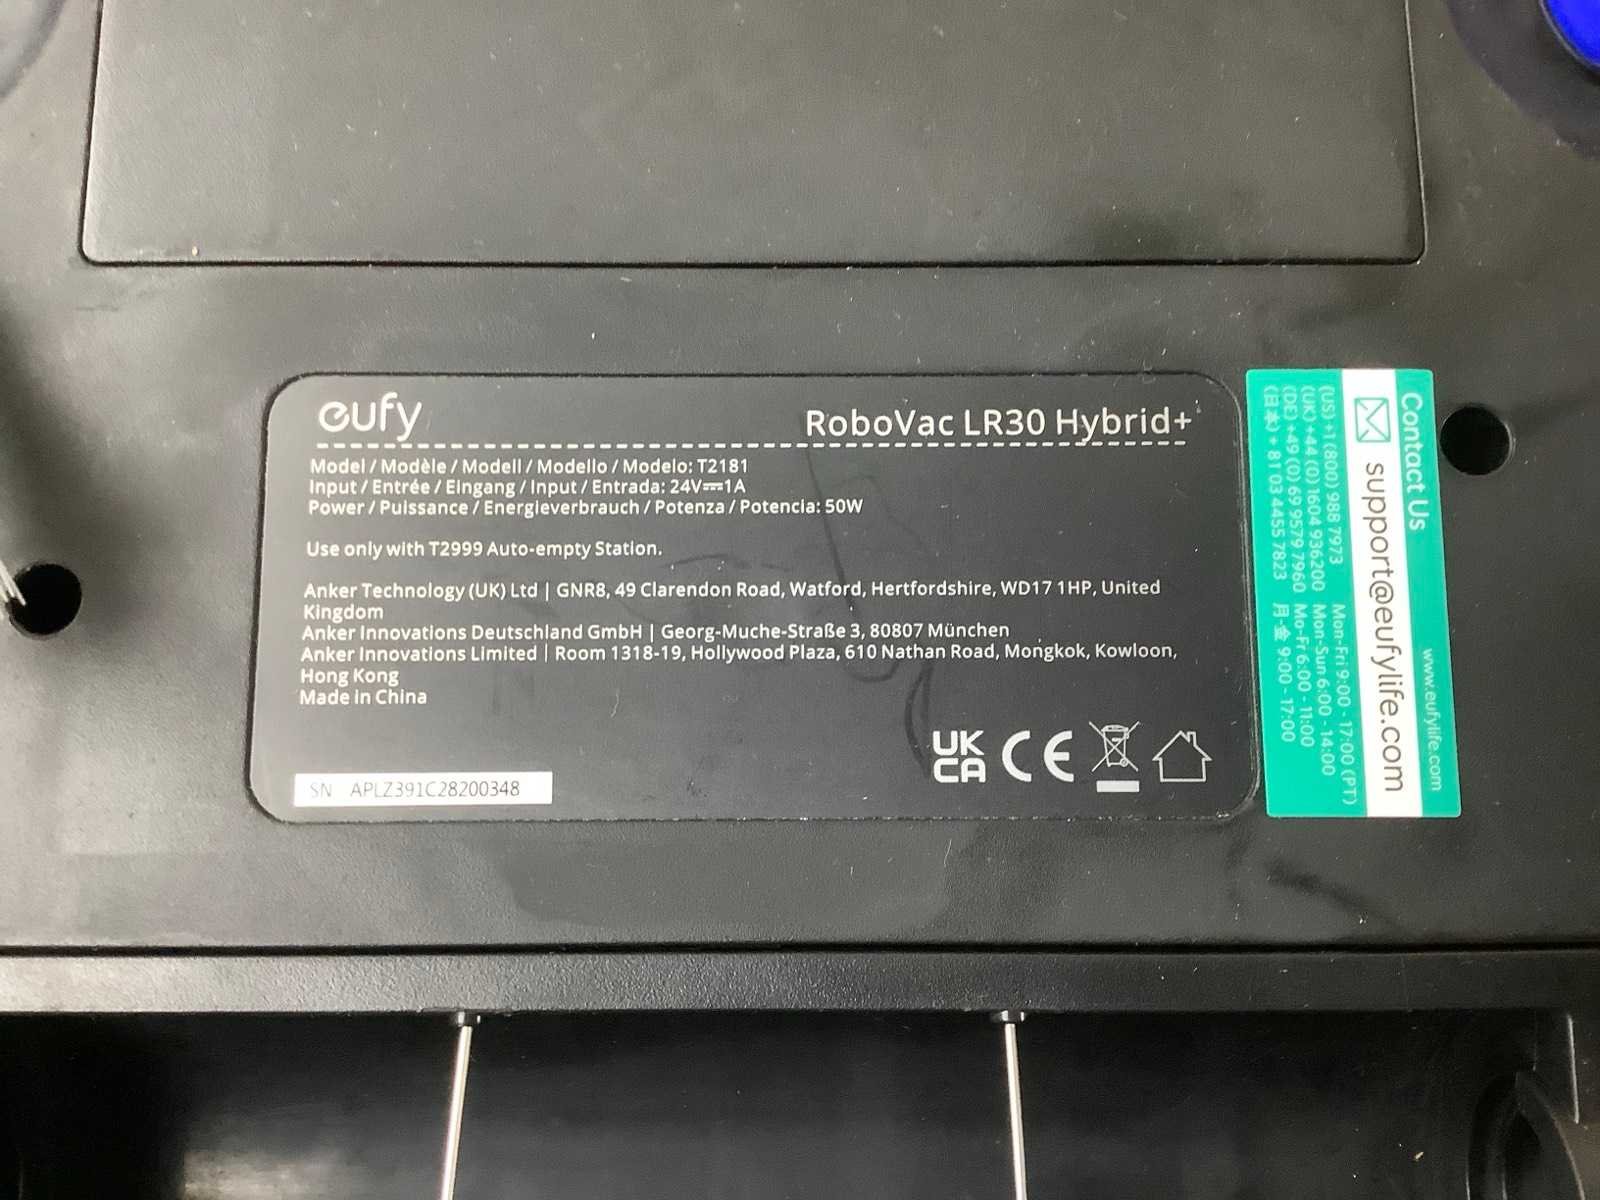 eufy
RoboVac LR30 Hybrid+
Model / Modèle / Modell / Modello / Modelo: T2181
Input / Entrée / Eingang / Input / Entrada: 24V⎓1A
Power / Puissance / Energieverbrauch / Potenza / Potencia: 50W
Use only with T2999 Auto-empty Station.
Anker Technology (UK) Ltd | GNR8, 49 Clarendon Road, Watford, Hertfordshire, WD17 1HP, United
Kingdom
Anker Innovations Deutschland GmbH | Georg-Muche-Straße 3, 80807 München
Anker Innovations Limited | Room 1318-19, Hollywood Plaza, 610 Nathan Road, Mongkok, Kowloon,
Hong Kong
Made in China
UK
CA
CE
SN APLZ391C28200348
Contact Us www.eufylife.com
support@eufylife.com
(US) +1 (800) 988 7973 Mon-Fri 9:00 - 17:00 (PT)
(UK) +44 (0) 1604 936200 Mon-Sun 6:00 - 14:00
(DE) +49 (0) 69 9579 7960 Mo-Fr 6:00 - 11:00
(日本) + 81 03 4455 7823 月-金 9:00 - 17:00